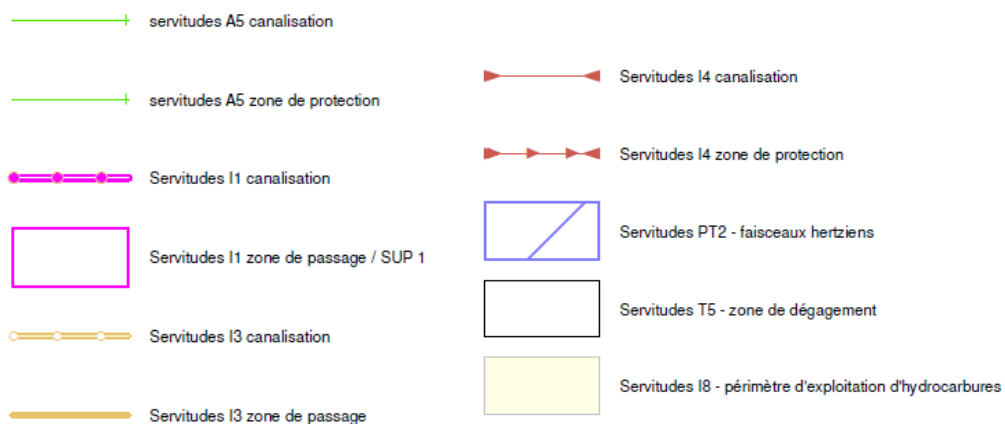 servitudes A5 canalisation
servitudes A5 zone de protection
Servitudes I1 canalisation
Servitudes I1 zone de passage / SUP 1
Servitudes I3 canalisation
Servitudes I3 zone de passage
Servitudes I4 canalisation
Servitudes I4 zone de protection
Servitudes PT2 - faisceaux hertziens
Servitudes T5 - zone de dégagement
Servitudes I8 - périmètre d'exploitation d'hydrocarbures